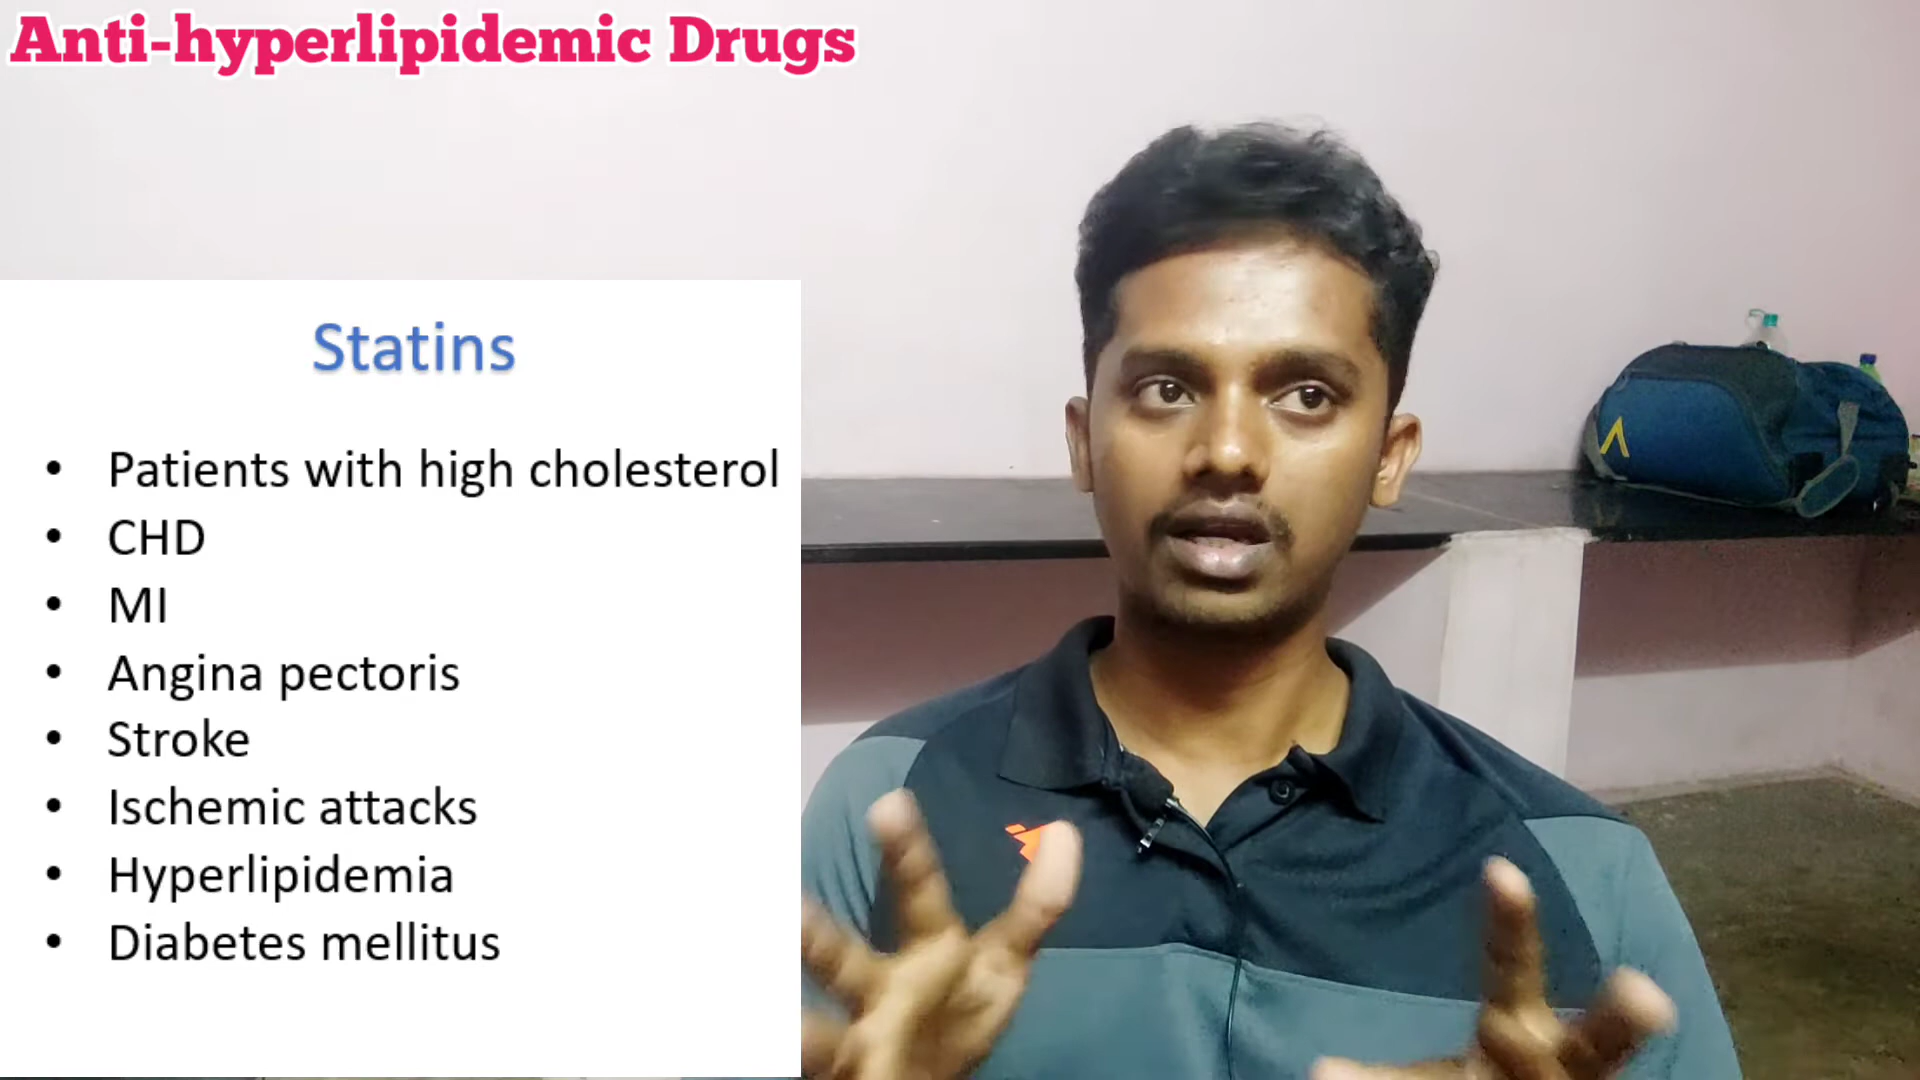 Anti-hyperlipidemic Drugs
Statins
• Patients with high cholesterol
• CHD
• MI
• Angina pectoris
• Stroke
• Ischemic attacks
• Hyperlipidemia
• Diabetes mellitus